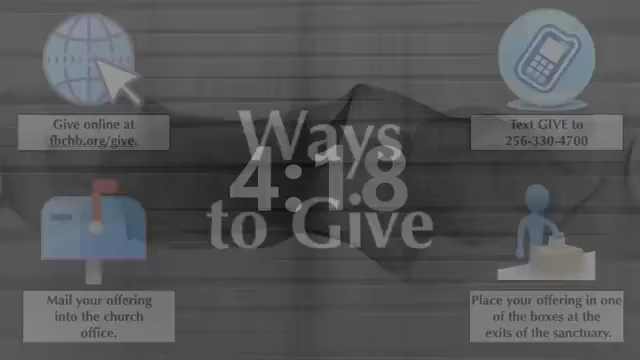 Give online at
fbchb.org/give.
Text GIVE to
256-330-4700
Ways
4:18
to Give
Mail your offering
into the church
office.
Place your offering in one
of the boxes at the
exits of the sanctuary.